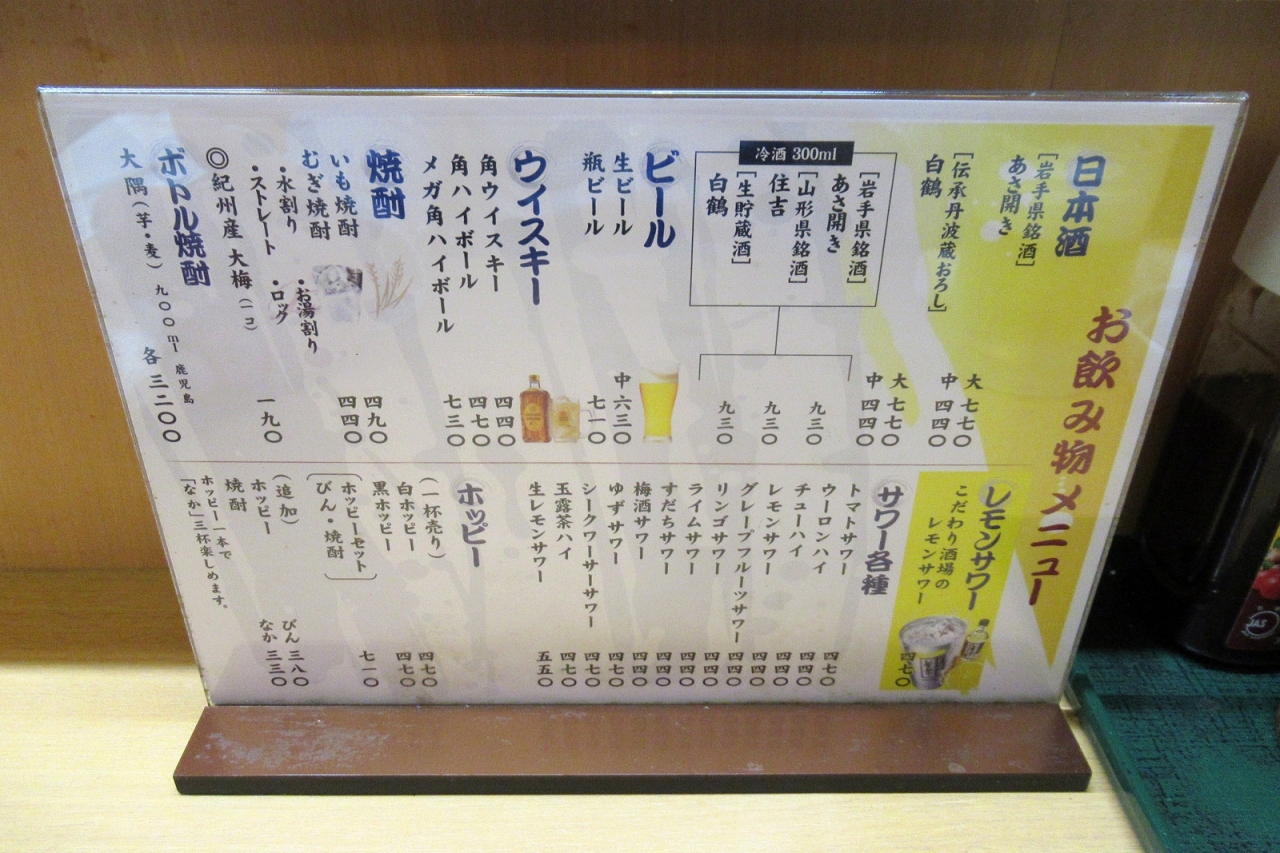 お飲み物メニュー
日本酒
[岩手県銘酒]
あさ開き 大 七七〇
中 四四〇
[伝承丹波蔵おろし]
白鶴 大 七七〇
中 四四〇
冷酒 300ml
[岩手県銘酒]
あさ開き 九三〇
[山形県銘酒]
住吉 九三〇
[生貯蔵酒]
白鶴 九三〇
ビール
生ビール 中 六三〇
瓶ビール 七一〇
ウイスキー
角ウイスキー 四四〇
角ハイボール 四七〇
メガ角ハイボール 七三〇
焼酎
いも焼酎 四九〇
むぎ焼酎 四四〇
・水割り ・お湯割り
・ストレート ・ロック
◎紀州産 大梅(一コ) 一九〇
ボトル焼酎
大隅(芋・麦) 九〇〇ml 鹿児島 各 三二〇〇
レモンサワー
こだわり酒場の
レモンサワー 四七〇
サワー各種
トマトサワー 四七〇
ウーロンハイ 四四〇
チューハイ 四四〇
レモンサワー 四四〇
グレープフルーツサワー 四四〇
リンゴサワー 四四〇
ライムサワー 四四〇
すだちサワー 四四〇
梅酒サワー 四四〇
ゆずサワー 四七〇
シークワーサーサワー 四七〇
玉露茶ハイ 四七〇
生レモンサワー 五五〇
ホッピー
(一杯売り)
白ホッピー 四七〇
黒ホッピー 四七〇
ホッピーセット
(びん・焼酎) 七一〇
(追加)
ホッピー びん 三八〇
焼酎 なか 三三〇
ホッピー一本で
「なか」三杯楽しめます。
JAS